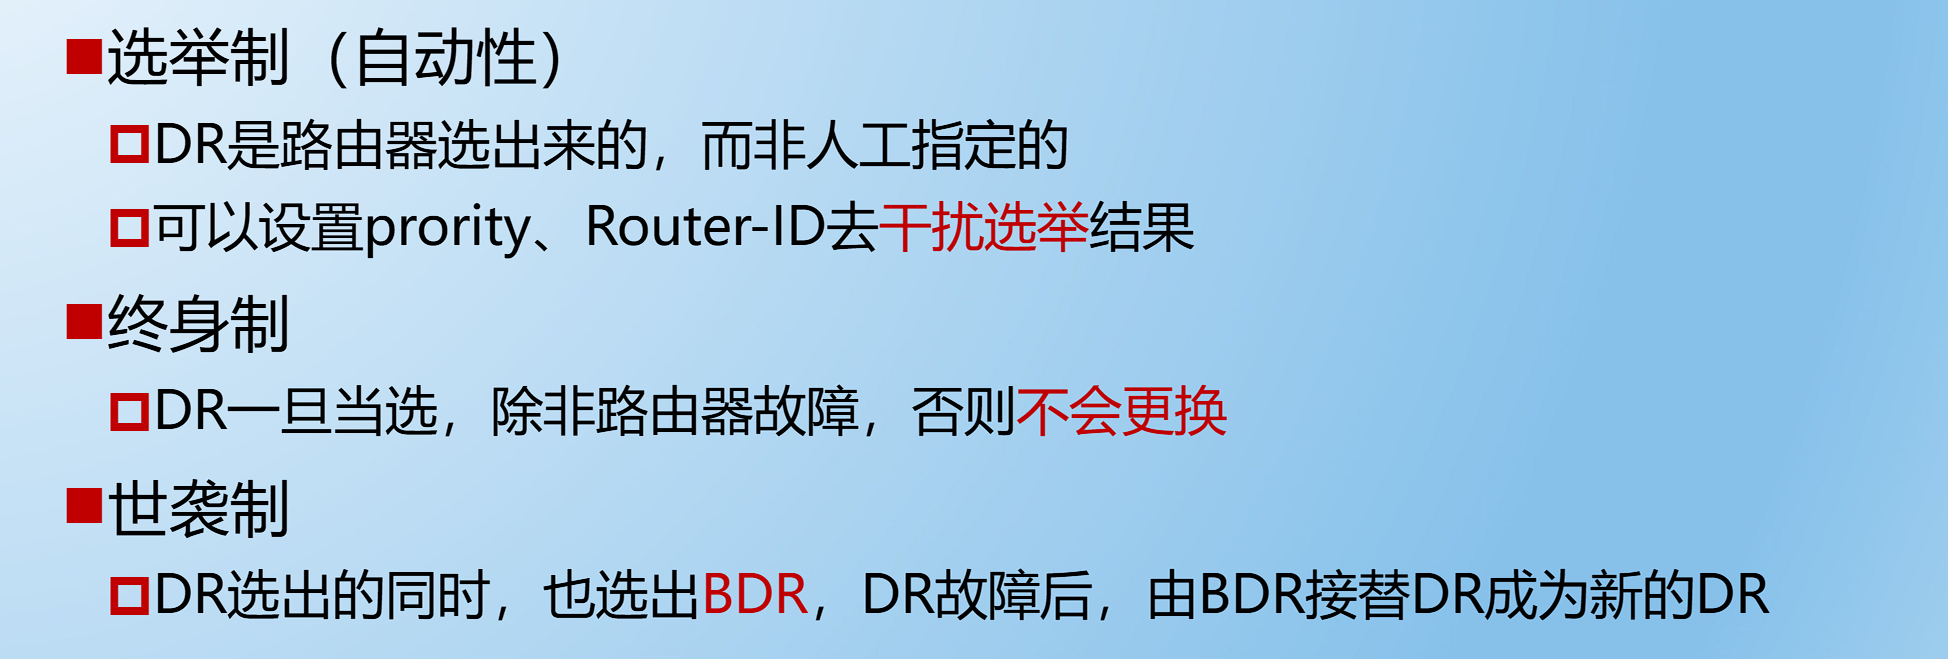 选举制（自动性）
DR是路由器选出来的，而非人工指定的
可以设置prority、Router-ID去干扰选举结果
终身制
DR一旦当选，除非路由器故障，否则不会更换
世袭制
DR选出的同时，也选出BDR，DR故障后，由BDR接替DR成为新的DR